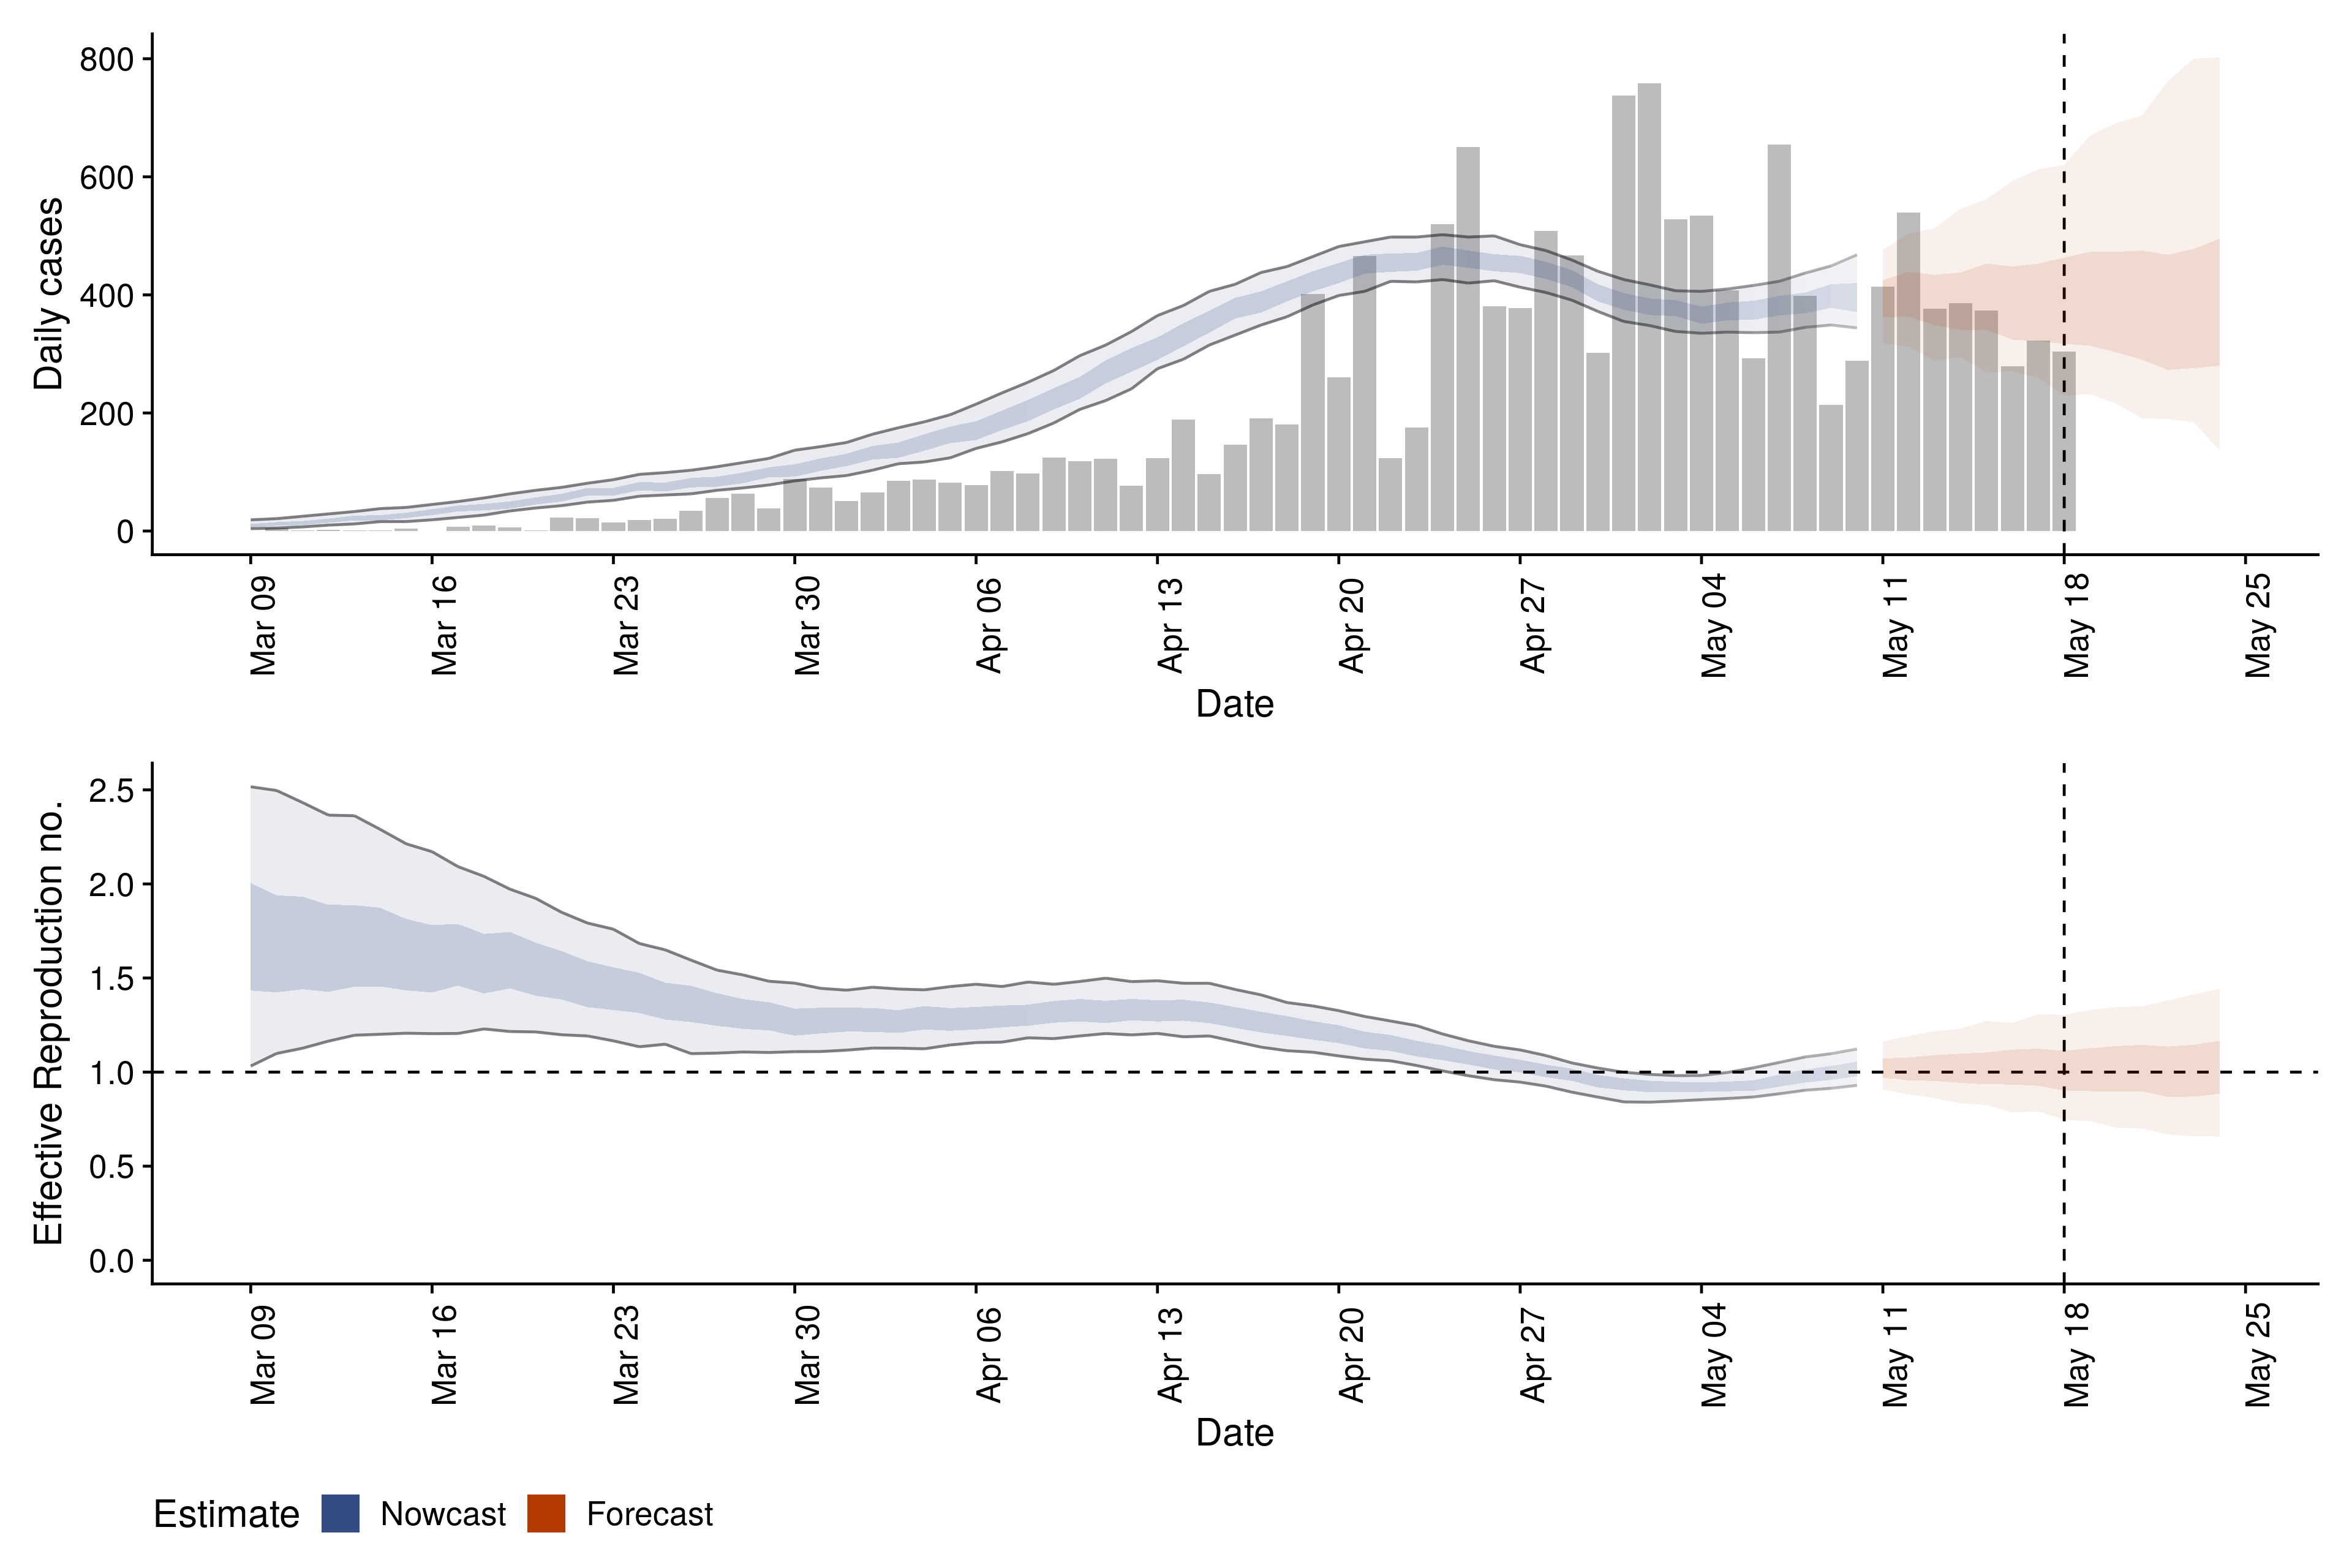 Daily cases
800
600
400
200
0
Mar 09
Mar 16
Mar 23
Mar 30
Apr 06
Apr 13
Apr 20
Apr 27
May 04
May 11
May 18
May 25
Date
Effective Reproduction no.
2.5
2.0
1.5
1.0
0.5
0.0
Mar 09
Mar 16
Mar 23
Mar 30
Apr 06
Apr 13
Apr 20
Apr 27
May 04
May 11
May 18
May 25
Date
Estimate Nowcast Forecast